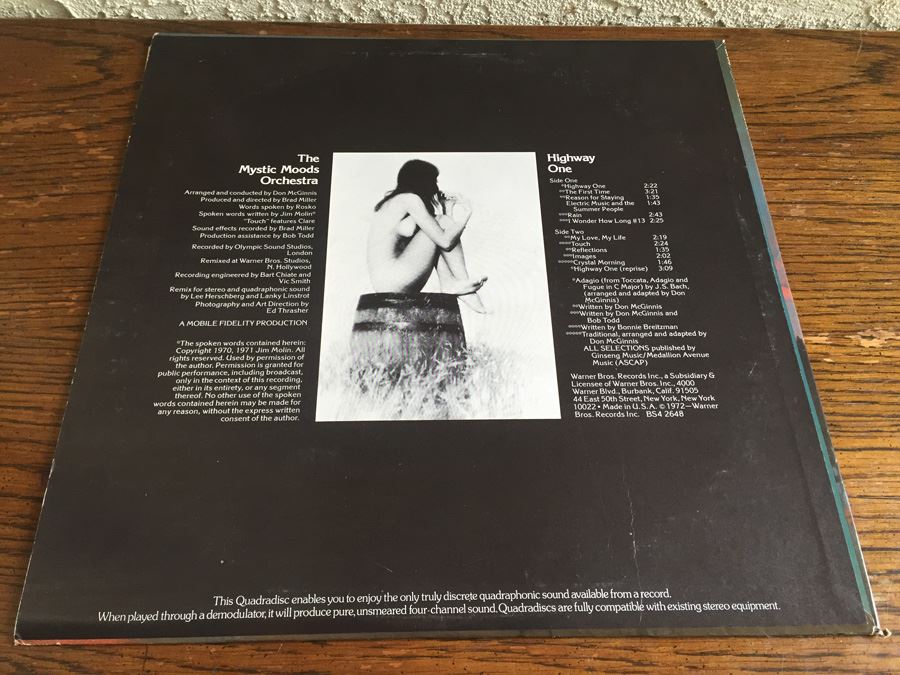 The
Mystic Moods
Orchestra
Arranged and conducted by Don McGinnis
Produced and directed by Brad Miller
Words spoken by Rosko
Spoken words written by Jim Molin*
"Touch" features Clare
Sound effects recorded by Brad Miller
Production assistance by Bob Todd
Recorded by Olympic Sound Studios,
London
Remixed at Warner Bros. Studios,
N. Hollywood
Recording engineered by Bart Chiate and
Vic Smith
Remix for stereo and quadraphonic sound
by Lee Herschberg and Lanky Linstrot
Photography and Art Direction by
Ed Thrasher
A MOBILE FIDELITY PRODUCTION
*The spoken words contained herein:
Copyright 1970, 1971 Jim Molin. All
rights reserved. Used by permission of
the author. Permission is granted for
public performance, including broadcast,
only in the context of this recording,
either in its entirety, or any segment
thereof. No other use of the spoken
words contained herein may be made for
any reason, without the express written
consent of the author.
Highway
One
Side One
*Highway One 2:22
**The First Time 3:21
**Reason for Staying 1:35
Electric Music and the 1:43
Summer People
***Rain 2:43
***I Wonder How Long #13 2:25
Side Two
**My Love, My Life 2:19
****Touch 2:24
**Reflections 1:35
***Images 2:02
*****Crystal Morning 1:46
*Highway One (reprise) 3:09
*Adagio (from Toccata, Adagio and
Fugue in C Major) by J.S. Bach,
(arranged and adapted by Don
McGinnis)
**Written by Don McGinnis
***Written by Don McGinnis and
Bob Todd
****Written by Bonnie Breitzman
*****Traditional, arranged and adapted by
Don McGinnis
ALL SELECTIONS published by
Ginseng Music/Medallion Avenue
Music (ASCAP)
Warner Bros. Records Inc., a Subsidiary &
Licensee of Warner Bros. Inc., 4000
Warner Blvd., Burbank, Calif. 91505
44 East 50th Street, New York, New York
10022 • Made in U.S.A. © 1972—Warner
Bros. Records Inc. BS4 2648
This Quadradisc enables you to enjoy the only truly discrete quadraphonic sound available from a record.
When played through a demodulator, it will produce pure, unsmeared four-channel sound. Quadradiscs are fully compatible with existing stereo equipment.